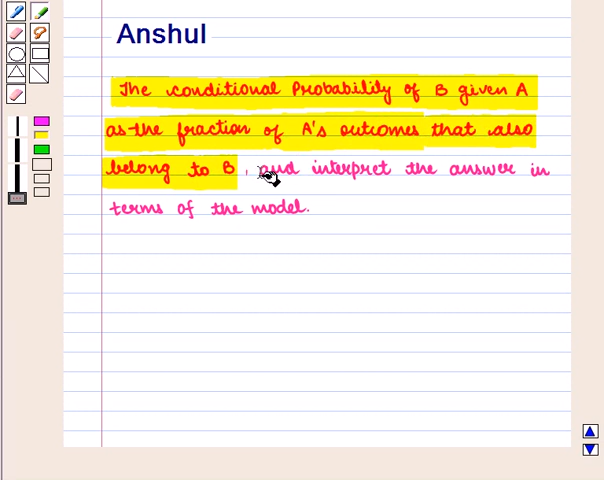 Anshul
The conditional Probability of B given A
as the fraction of A's outcomes that also
belong to B, and interpret the answer in
terms of the model.